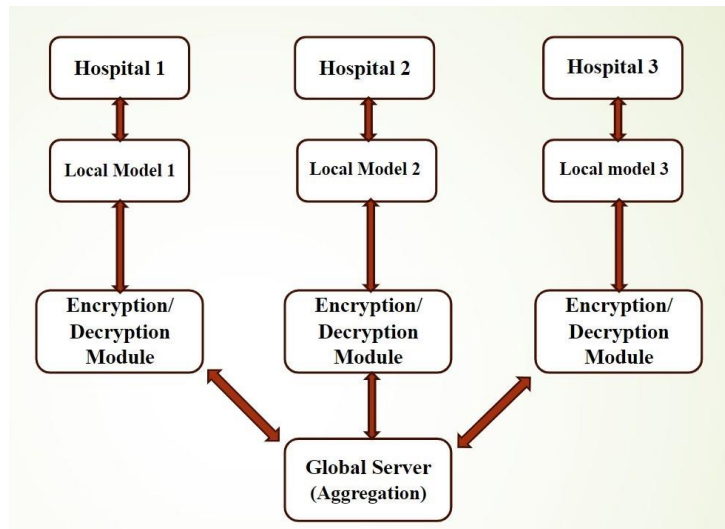 Hospital 1
Hospital 2
Hospital 3
Local Model 1
Local Model 2
Local model 3
Encryption/
Decryption
Module
Encryption/
Decryption
Module
Encryption/
Decryption
Module
Global Server
(Aggregation)